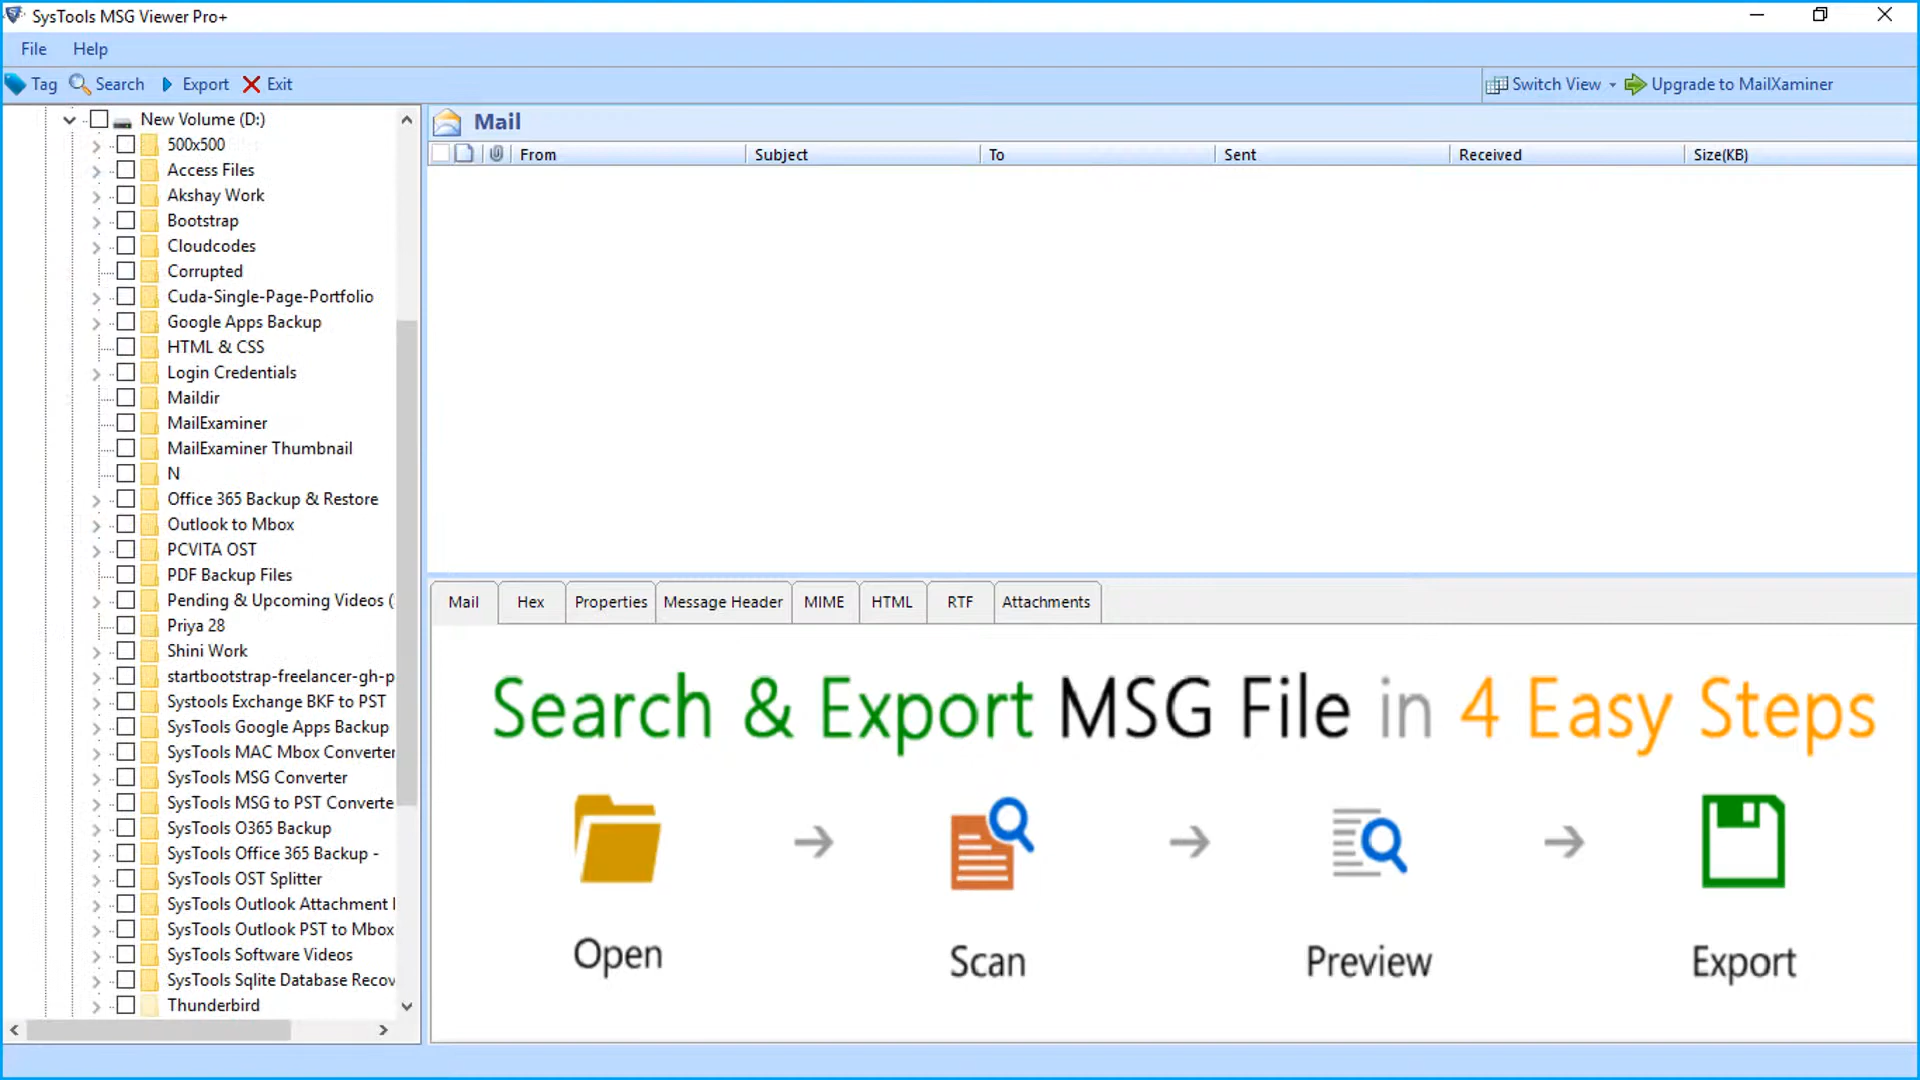 SysTools MSG Viewer Pro+
File Help
Tag Search Export Exit Switch View Upgrade to MailXaminer
New Volume (D:)
500x500
Access Files
Akshay Work
Bootstrap
Cloudcodes
Corrupted
Cuda-Single-Page-Portfolio
Google Apps Backup
HTML & CSS
Login Credentials
Maildir
MailExaminer
MailExaminer Thumbnail
N
Office 365 Backup & Restore
Outlook to Mbox
PCVITA OST
PDF Backup Files
Pending & Upcoming Videos (
Priya 28
Shini Work
startbootstrap-freelancer-gh-p
Systools Exchange BKF to PST
SysTools Google Apps Backup
SysTools MAC Mbox Converter
SysTools MSG Converter
SysTools MSG to PST Converte
SysTools O365 Backup
SysTools Office 365 Backup -
SysTools OST Splitter
SysTools Outlook Attachment
SysTools Outlook PST to Mbox
SysTools Software Videos
SysTools Sqlite Database Recov
Thunderbird
Mail
From Subject To Sent Received Size(KB)
Mail Hex Properties Message Header MIME HTML RTF Attachments
Search & Export MSG File in 4 Easy Steps
Open Scan Preview Export